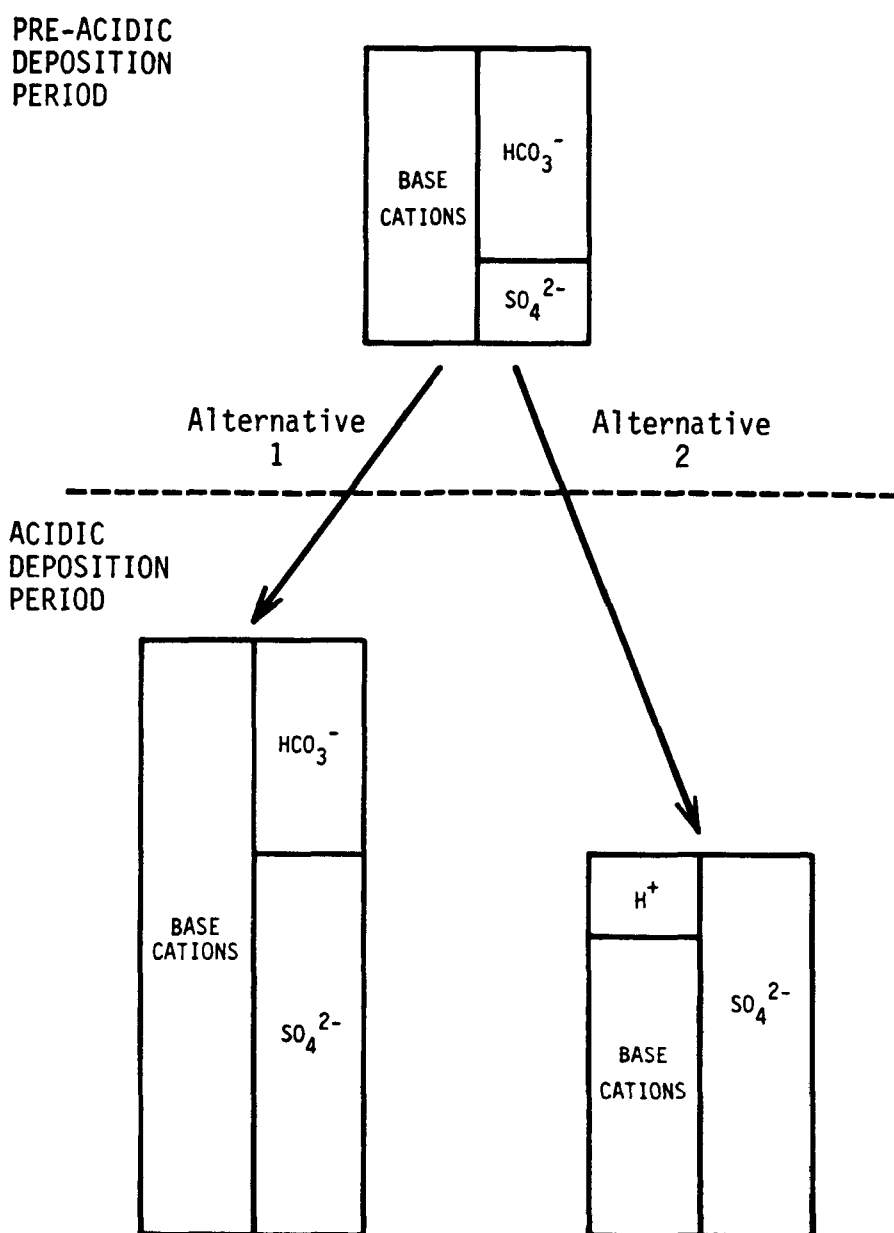 PRE-ACIDIC
DEPOSITION
PERIOD
BASE
CATIONS
HCO₃⁻
SO₄²⁻
Alternative
1
Alternative
2
ACIDIC
DEPOSITION
PERIOD
BASE
CATIONS
HCO₃⁻
SO₄²⁻
H⁺
BASE
CATIONS
SO₄²⁻